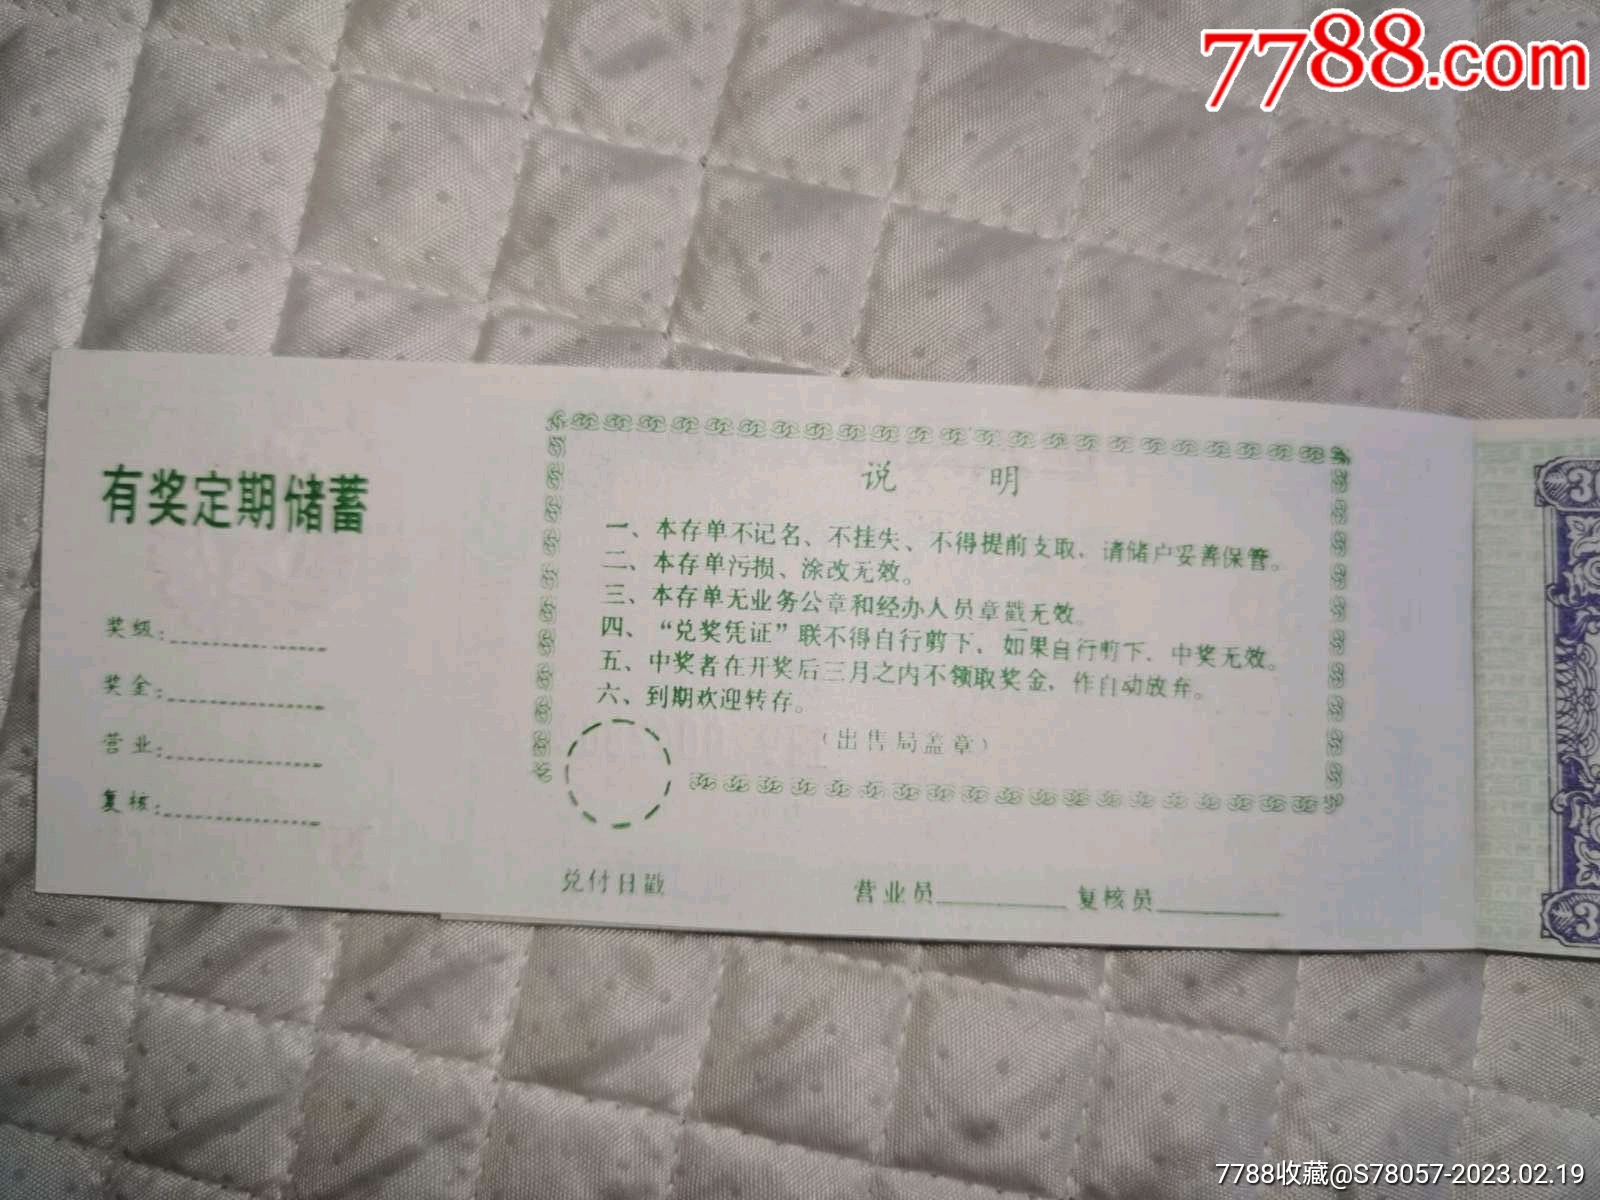 7788.com
有奖定期储蓄
奖级:
奖金:
营业:
复核:
说 明
一、本存单不记名、不挂失、不得提前支取，请储户妥善保管。
二、本存单污损、涂改无效。
三、本存单无业务公章和经办人员章戳无效。
四、“兑奖凭证”联不得自行剪下，如果自行剪下，中奖无效。
五、中奖者在开奖后三月之内不领取奖金，作自动放弃。
六、到期欢迎转存。
（出售局盖章）
兑付日戳
营业员 复核员
7788收藏@S78057-2023.02.19